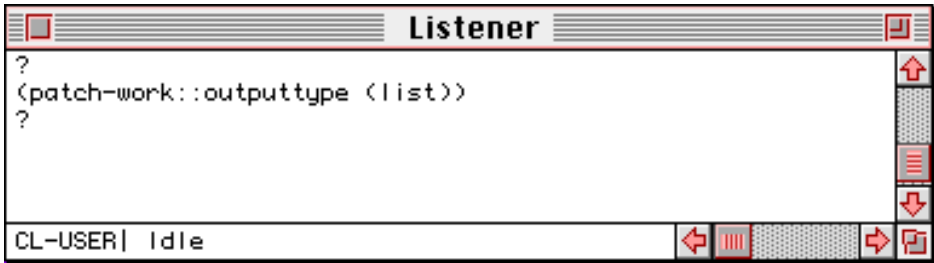 Listener
?
(patch-work::outputtype (list))
?
CL-USER| Idle